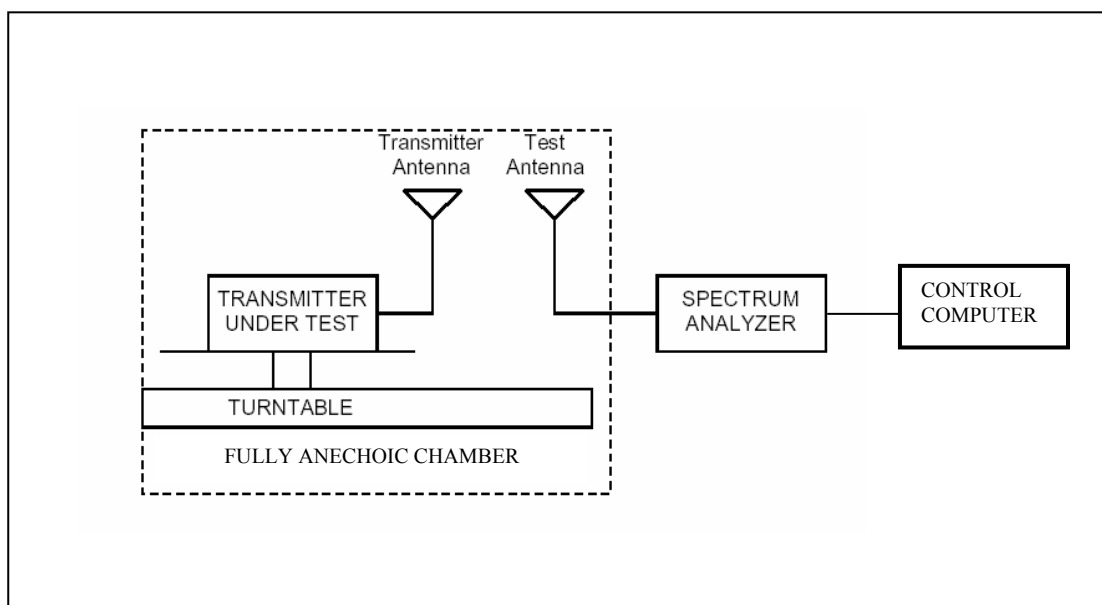 Transmitter
Antenna
Test
Antenna
TRANSMITTER
UNDER TEST
SPECTRUM
ANALYZER
CONTROL
COMPUTER
TURNTABLE
FULLY ANECHOIC CHAMBER